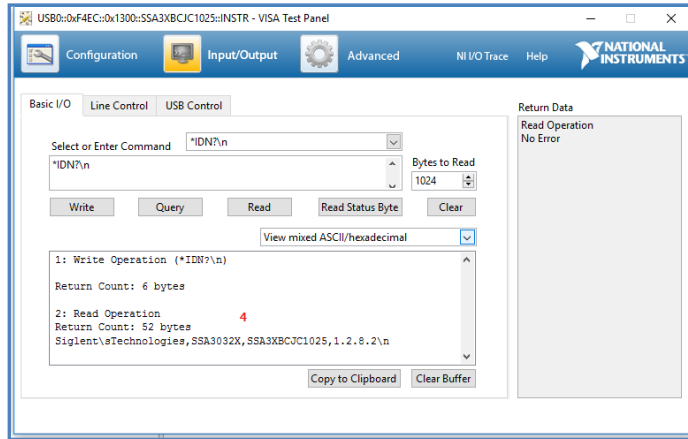 USB0::0xF4EC::0x1300::SSA3XBCJC1025::INSTR - VISA Test Panel
Configuration
Input/Output
Advanced
NI I/O Trace
Help
NATIONAL
INSTRUMENTS
Basic I/O
Line Control
USB Control
Return Data
Read Operation
No Error
Select or Enter Command
*IDN?\n
*IDN?\n
Bytes to Read
1024
Write
Query
Read
Read Status Byte
Clear
View mixed ASCII/hexadecimal
1: Write Operation (*IDN?\n)
Return Count: 6 bytes
2: Read Operation
4
Return Count: 52 bytes
Siglent\sTechnologies,SSA3032X,SSA3XBCJC1025,1.2.8.2\n
Copy to Clipboard
Clear Buffer